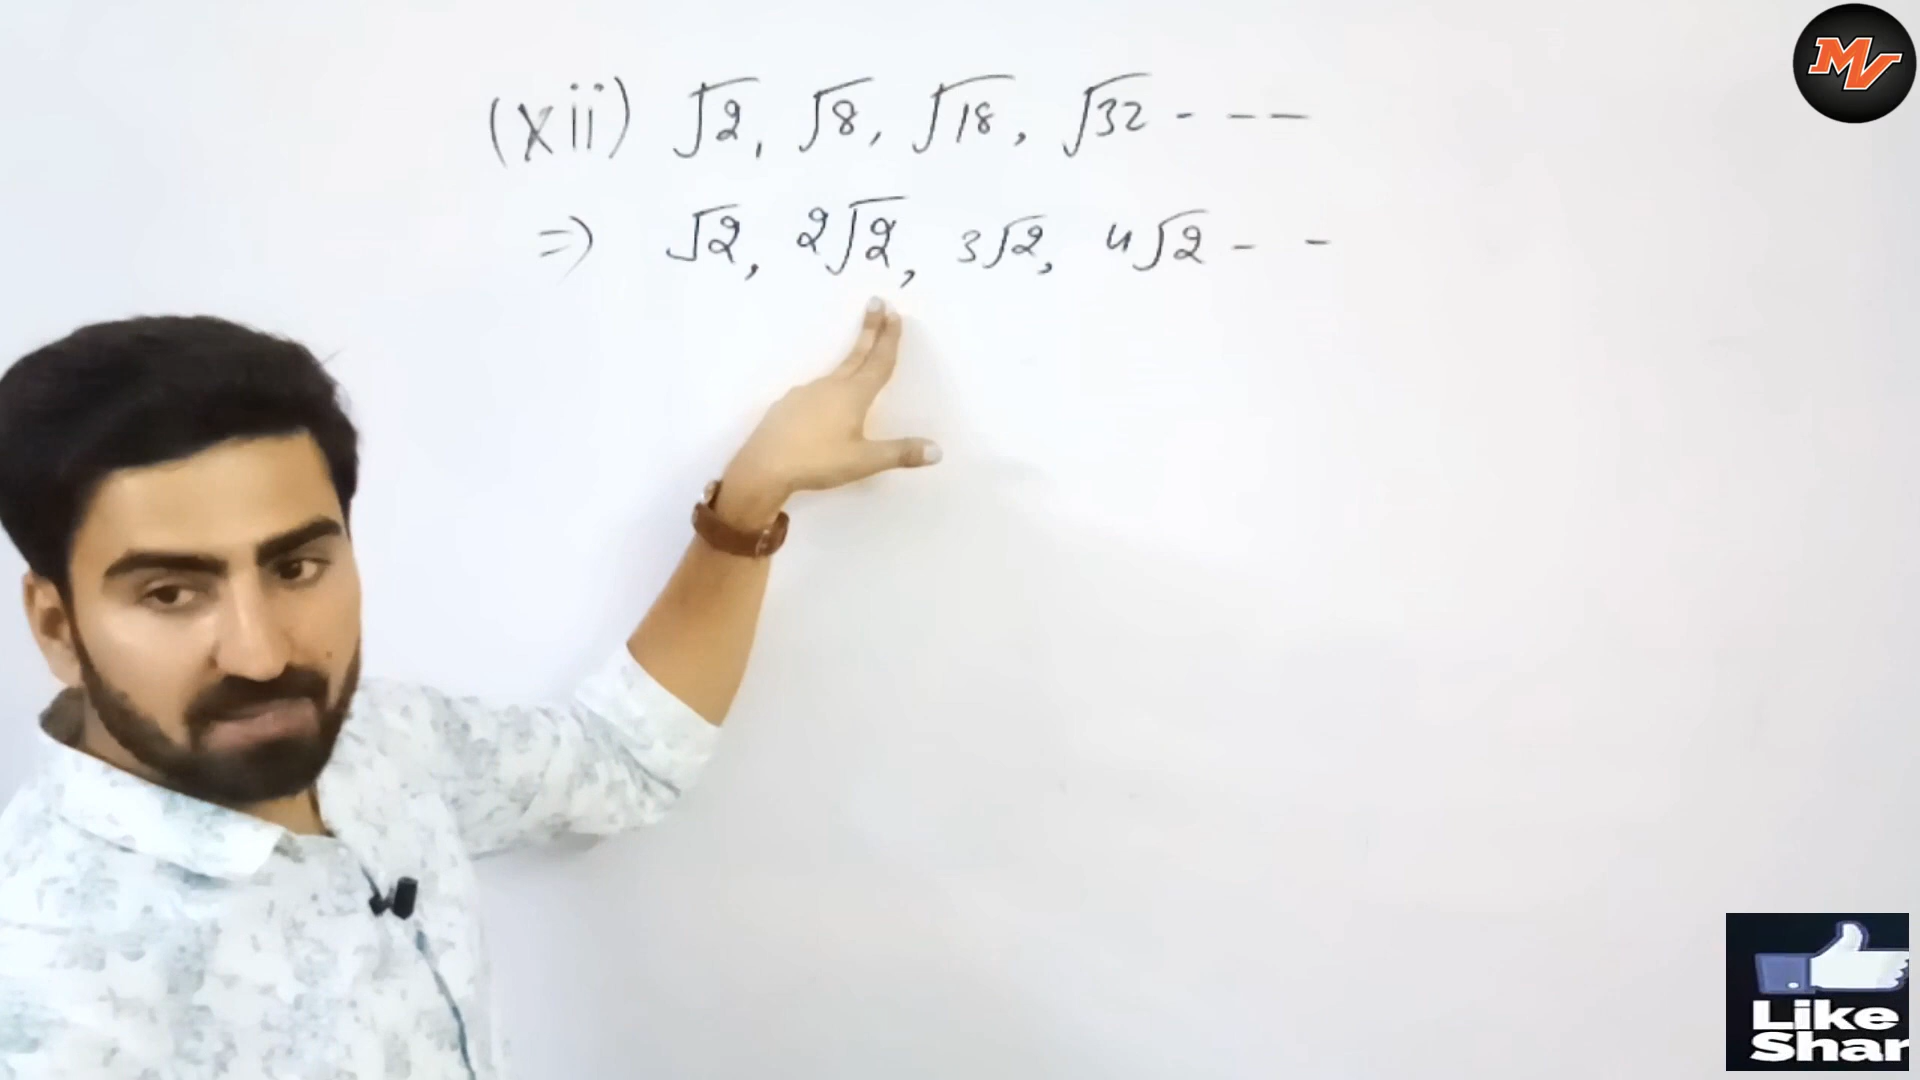 (xii) √2, √8, √18, √32 - - -
=> √2, 2√2, 3√2, 4√2 - -
MV
Like
Shar